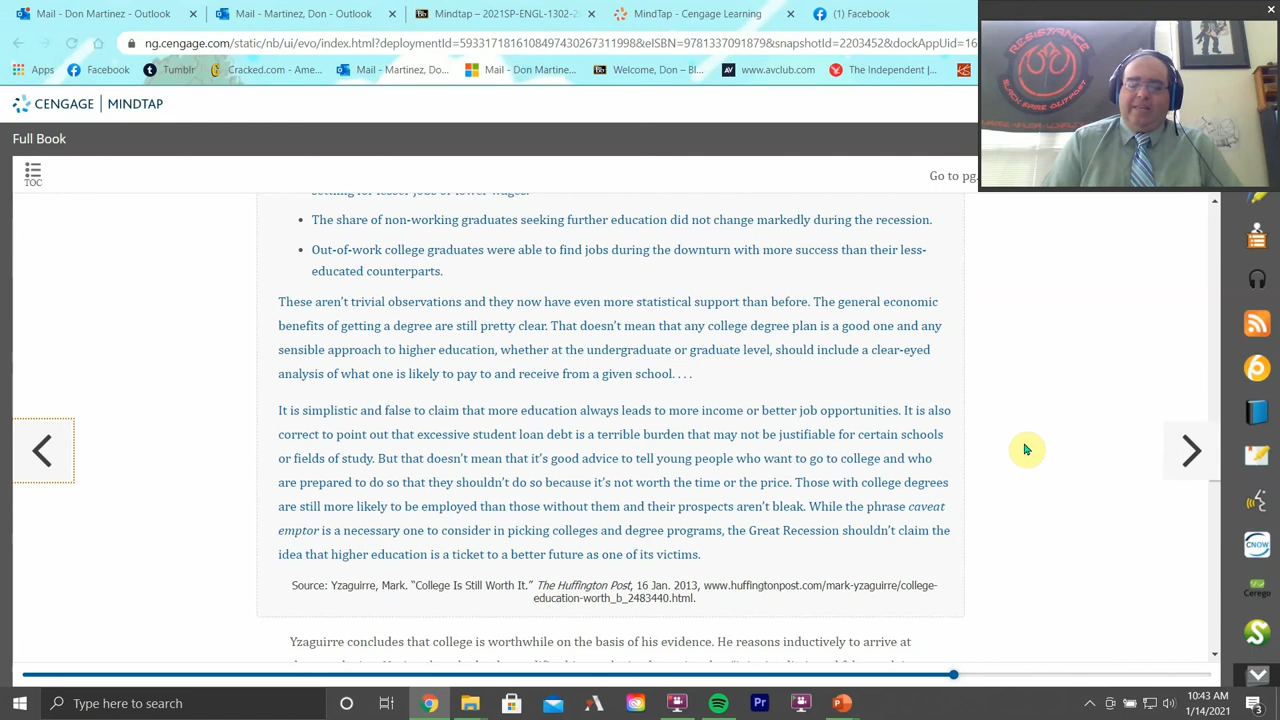 Mail - Martinez, Don - Outlook
Mail - Martinez, Don - Outlook
Mindtap – 2021SP-ENGL-1302-2
MindTap - Cengage Learning
(1) Facebook
ng.cengage.com/static/nb/ui/evo/index.html?deploymentId=5933171816108497430267311998&eISBN=9781337091879&snapshotId=2203452&dockAppUid=16
Apps
Facebook
Tumblr
Cracked.com - Ame...
Mail - Martinez, Do...
Mail - Don Martine...
Welcome, Don – Bl...
www.avclub.com
The Independent |...
RESISTANCE
BLACK SPIRE OUTPOST
CENGAGE | MINDTAP
Full Book
TOC
Go to pg.
settling for lesser jobs or lower wages.
• The share of non-working graduates seeking further education did not change markedly during the recession.
• Out-of-work college graduates were able to find jobs during the downturn with more success than their less-
educated counterparts.
These aren't trivial observations and they now have even more statistical support than before. The general economic
benefits of getting a degree are still pretty clear. That doesn't mean that any college degree plan is a good one and any
sensible approach to higher education, whether at the undergraduate or graduate level, should include a clear-eyed
analysis of what one is likely to pay to and receive from a given school. . . .
It is simplistic and false to claim that more education always leads to more income or better job opportunities. It is also
correct to point out that excessive student loan debt is a terrible burden that may not be justifiable for certain schools
or fields of study. But that doesn't mean that it's good advice to tell young people who want to go to college and who
are prepared to do so that they shouldn't do so because it's not worth the time or the price. Those with college degrees
are still more likely to be employed than those without them and their prospects aren't bleak. While the phrase caveat
emptor is a necessary one to consider in picking colleges and degree programs, the Great Recession shouldn't claim the
idea that higher education is a ticket to a better future as one of its victims.
Source: Yzaguirre, Mark. "College Is Still Worth It." The Huffington Post, 16 Jan. 2013, www.huffingtonpost.com/mark-yzaguirre/college-
education-worth_b_2483440.html.
Yzaguirre concludes that college is worthwhile on the basis of his evidence. He reasons inductively to arrive at
CNOW
Cerego
Type here to search
10:43 AM
1/14/2021
3